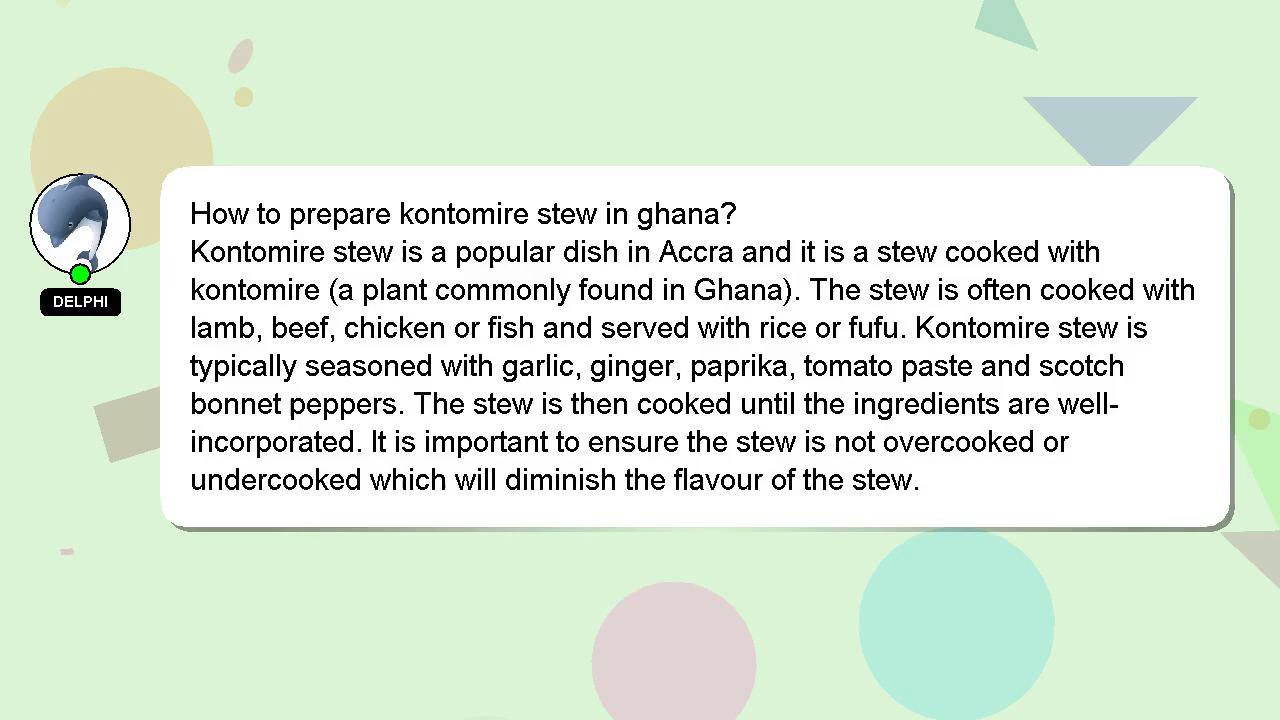 How to prepare kontomire stew in ghana?
Kontomire stew is a popular dish in Accra and it is a stew cooked with
kontomire (a plant commonly found in Ghana). The stew is often cooked with
lamb, beef, chicken or fish and served with rice or fufu. Kontomire stew is
typically seasoned with garlic, ginger, paprika, tomato paste and scotch
bonnet peppers. The stew is then cooked until the ingredients are well-
incorporated. It is important to ensure the stew is not overcooked or
undercooked which will diminish the flavour of the stew.
DELPHI